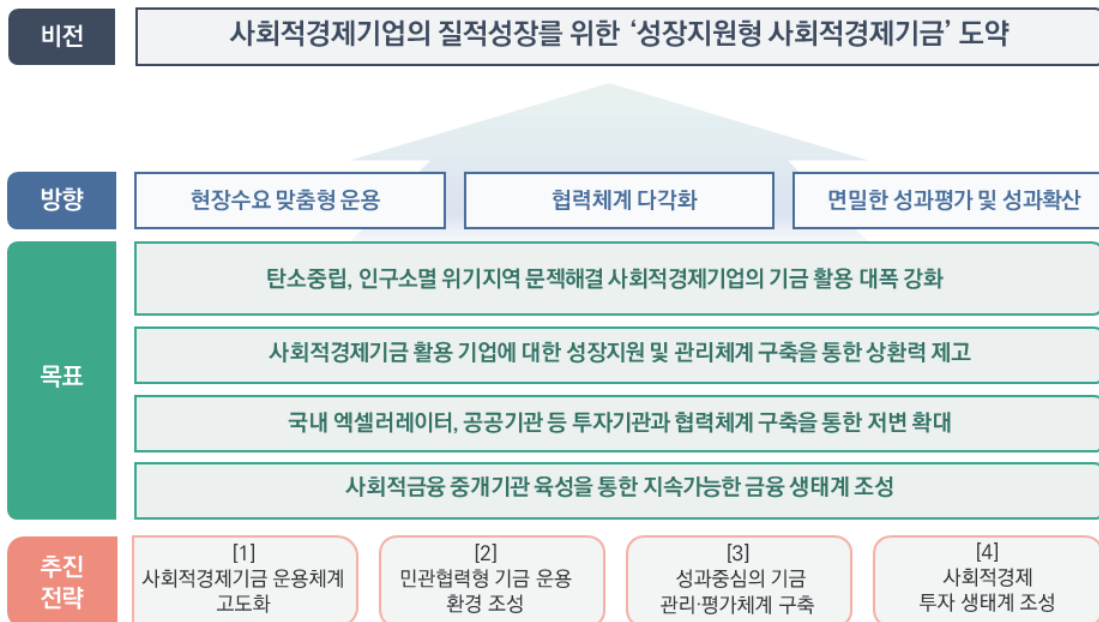 비전
사회적경제기업의 질적성장를 위한 ‘성장지원형 사회적경제기금’ 도약
방향
현장수요 맞춤형 운용
협력체계 다각화
면밀한 성과평가 및 성과확산
목표
탄소중립, 인구소멸 위기지역 문젝해결 사회적경제기업의 기금 활용 대폭 강화
사회적경제기금 활용 기업에 대한 성장지원 및 관리체계 구축을 통한 상환력 제고
국내 엑셀러레이터, 공공기관 등 투자기관과 협력체계 구축을 통한 저변 확대
사회적금융 중개기관 육성을 통한 지속가능한 금융 생태계 조성
추진
전략
[1]
사회적경제기금 운용체계
고도화
[2]
민관협력형 기금 운용
환경 조성
[3]
성과중심의 기금
관리·평가체계 구축
[4]
사회적경제
투자 생태계 조성